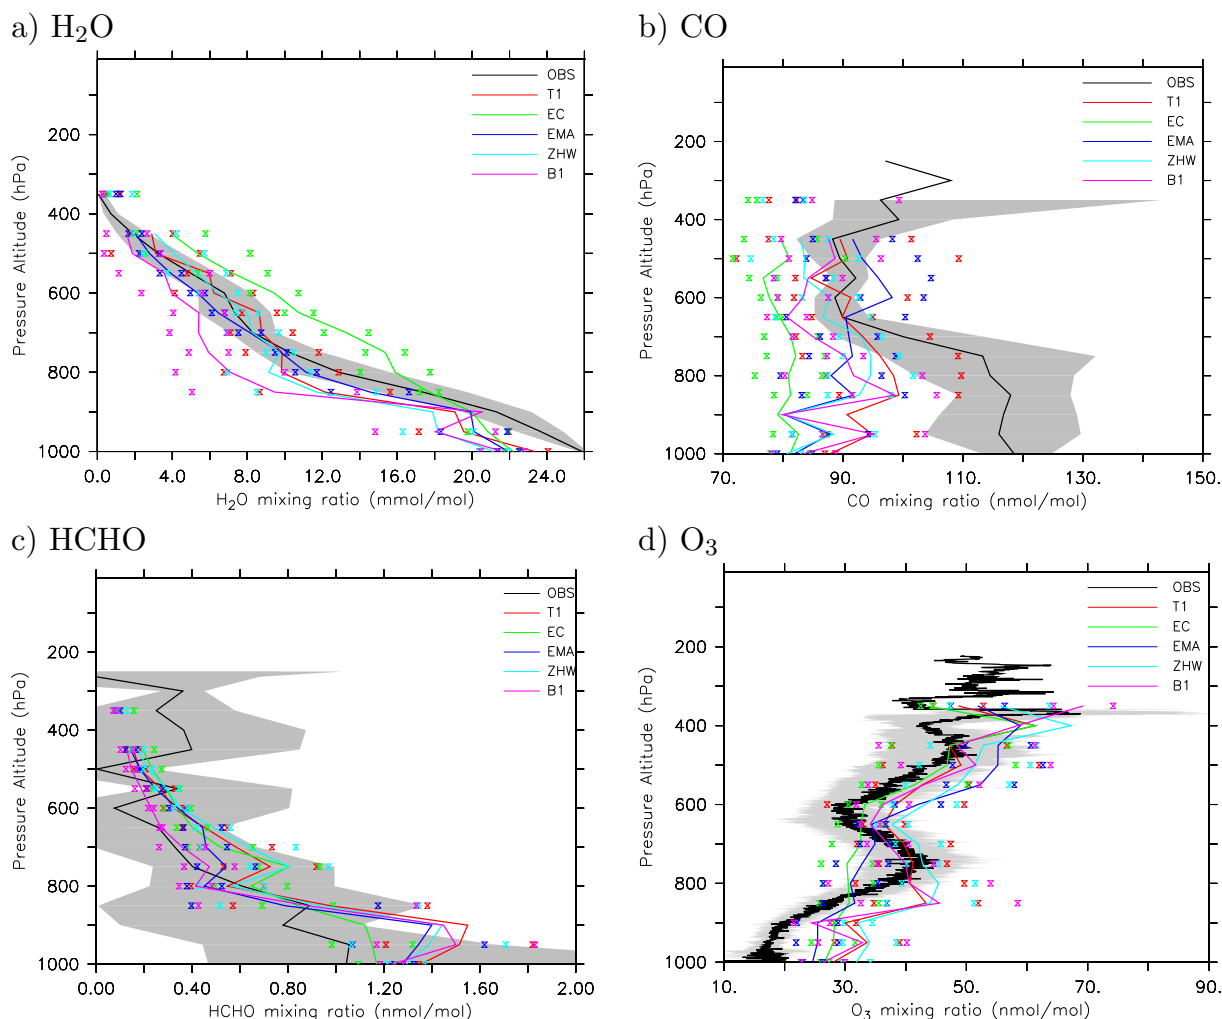 a) H₂O
OBS
T1
EC
EMA
ZHW
B1
Pressure Altitude (hPa)
200
400
600
800
1000
0.0 4.0 8.0 12.0 16.0 20.0 24.0
H₂O mixing ratio (mmol/mol)
b) CO
OBS
T1
EC
EMA
ZHW
B1
Pressure Altitude (hPa)
200
400
600
800
1000
70. 90. 110. 130. 150.
CO mixing ratio (nmol/mol)
c) HCHO
OBS
T1
EC
EMA
ZHW
B1
Pressure Altitude (hPa)
200
400
600
800
1000
0.00 0.40 0.80 1.20 1.60 2.00
HCHO mixing ratio (nmol/mol)
d) O₃
OBS
T1
EC
EMA
ZHW
B1
Pressure Altitude (hPa)
200
400
600
800
1000
10. 30. 50. 70. 90.
O₃ mixing ratio (nmol/mol)